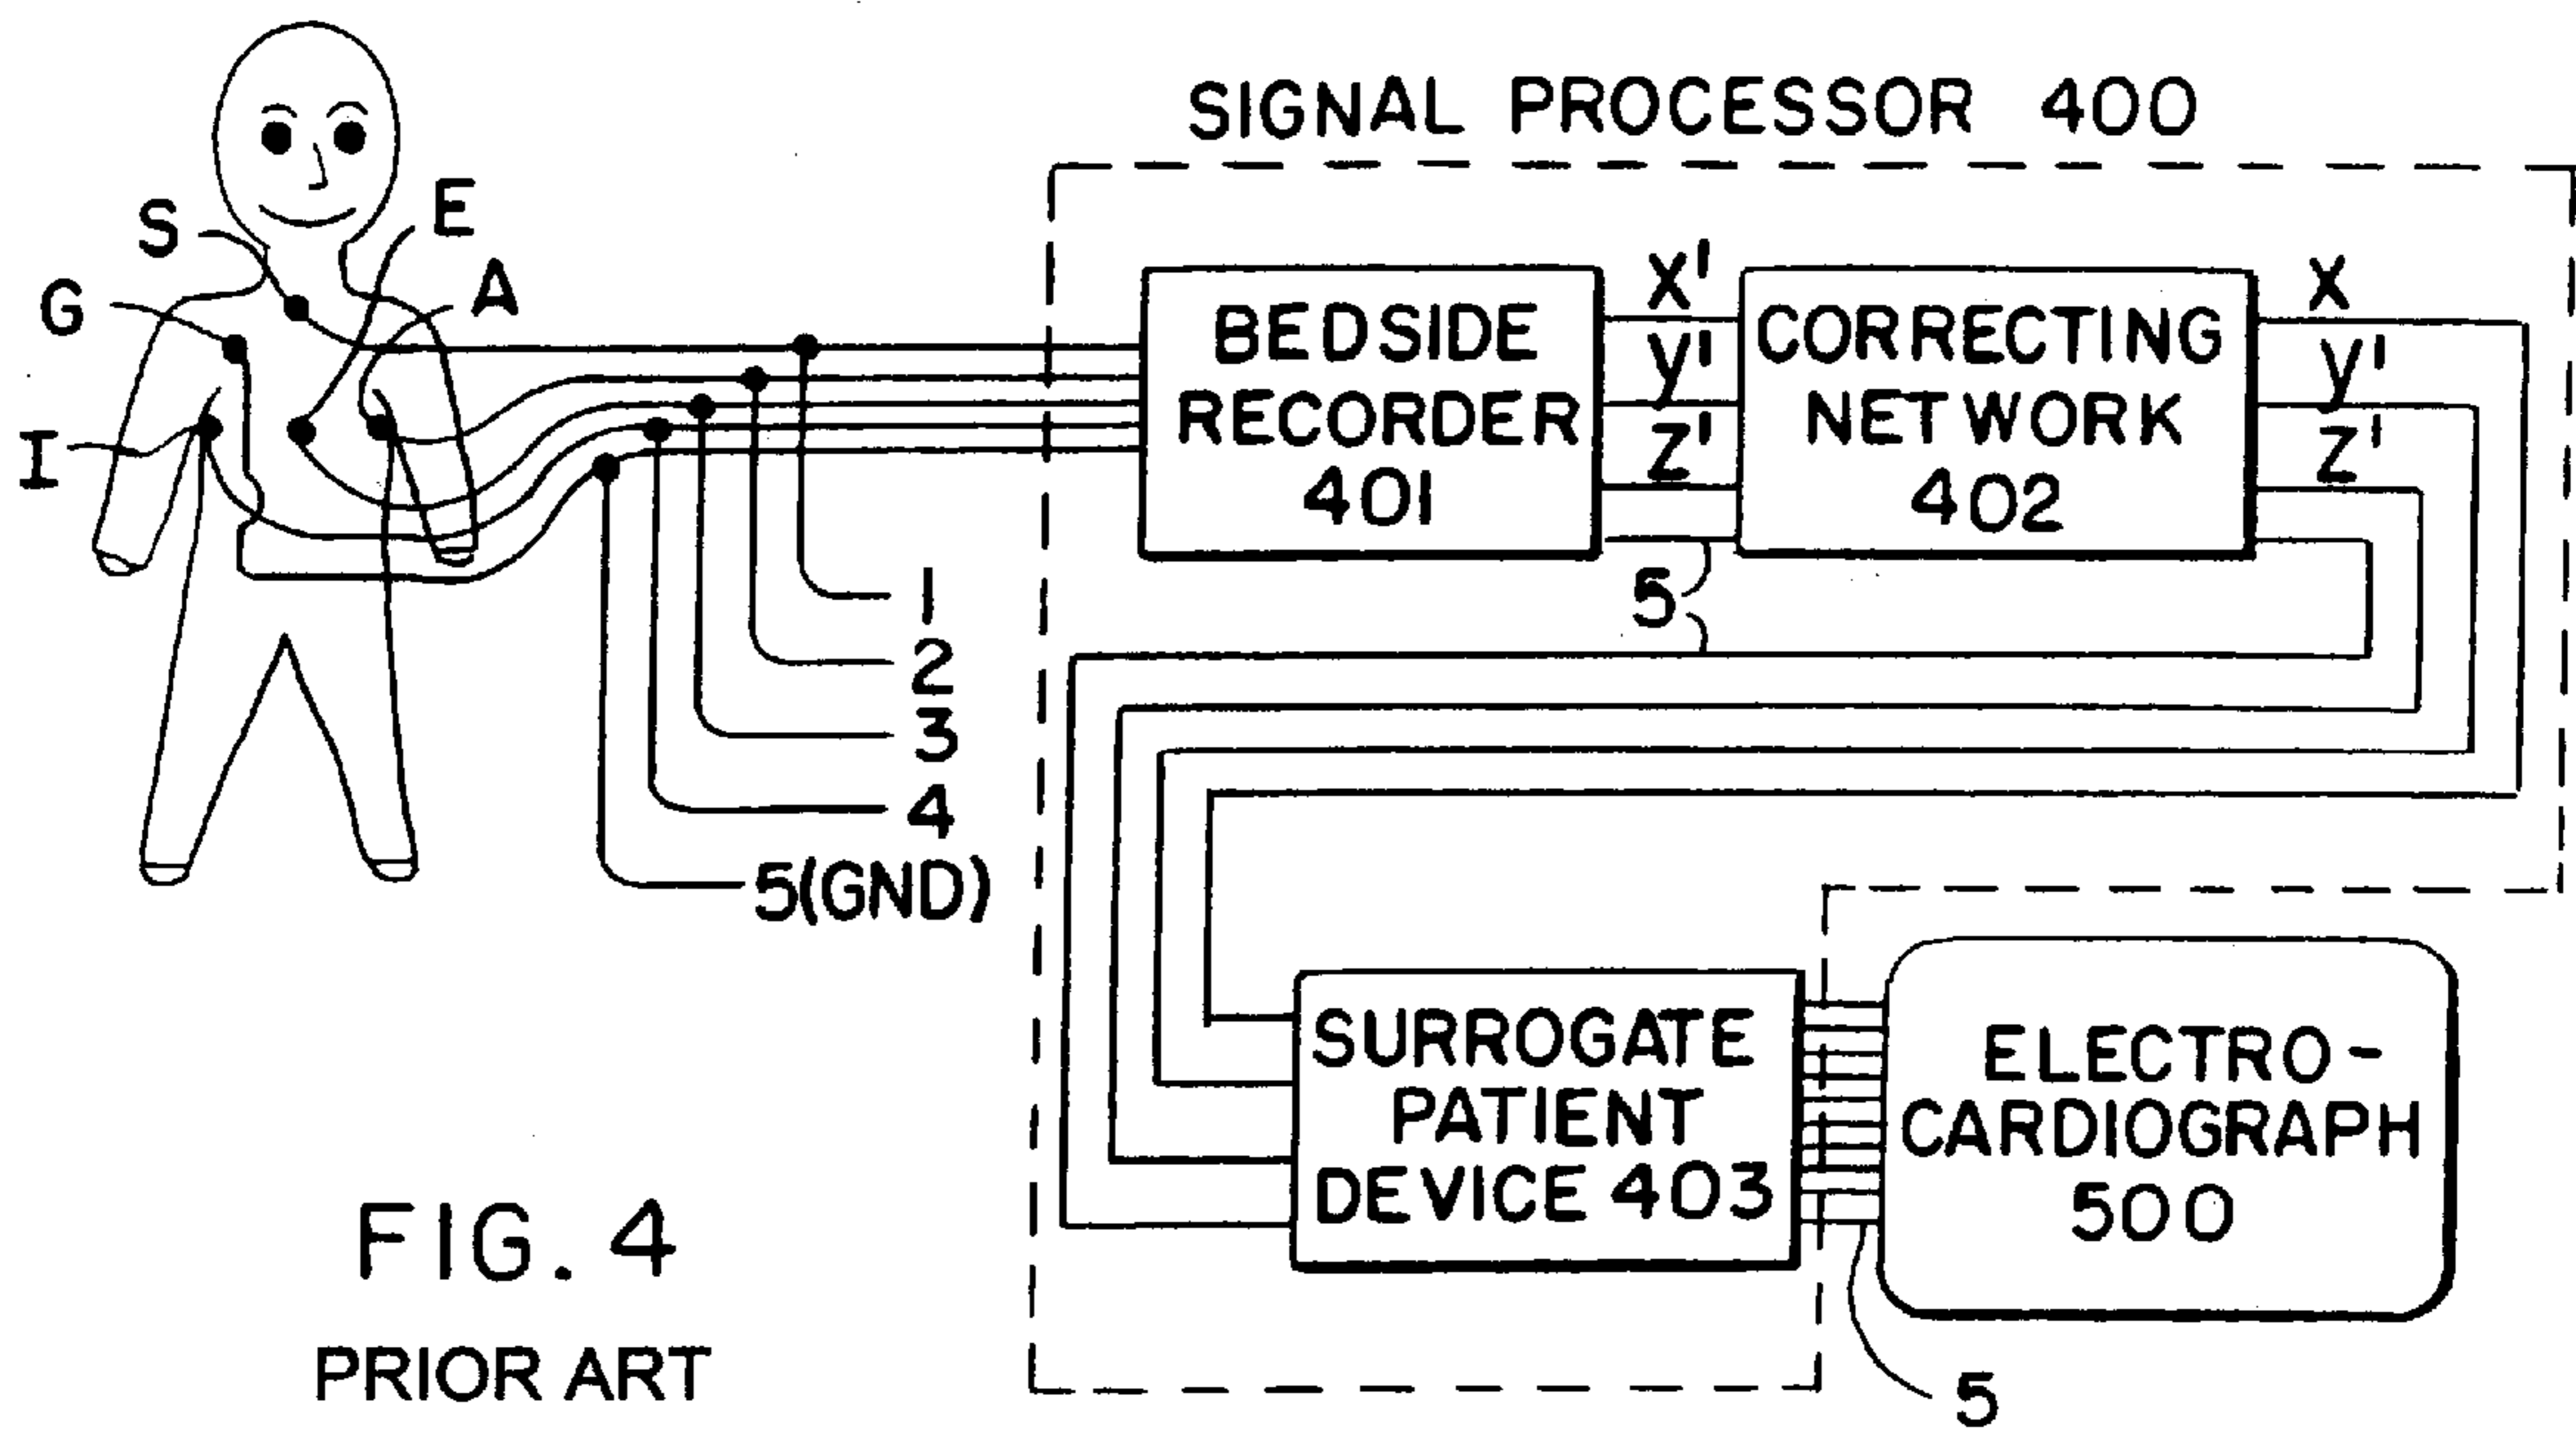 SIGNAL PROCESSOR 400
S
E
G
A
I
BEDSIDE
RECORDER
401
X'
Y'
Z'
CORRECTING
NETWORK
402
X
Y'
Z'
5
1
2
3
4
5(GND)
SURROGATE
PATIENT
DEVICE 403
ELECTRO-
CARDIOGRAPH
500
5
FIG. 4
PRIOR ART